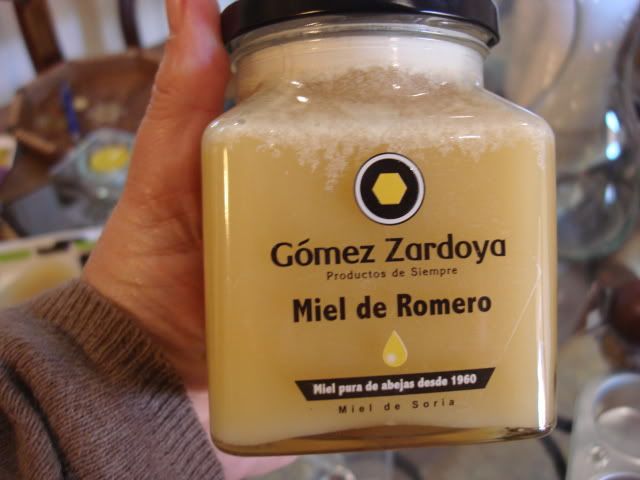 Gómez Zardoya
Productos de Siempre
Miel de Romero
Miel pura de abejas desde 1960
Miel de Soria